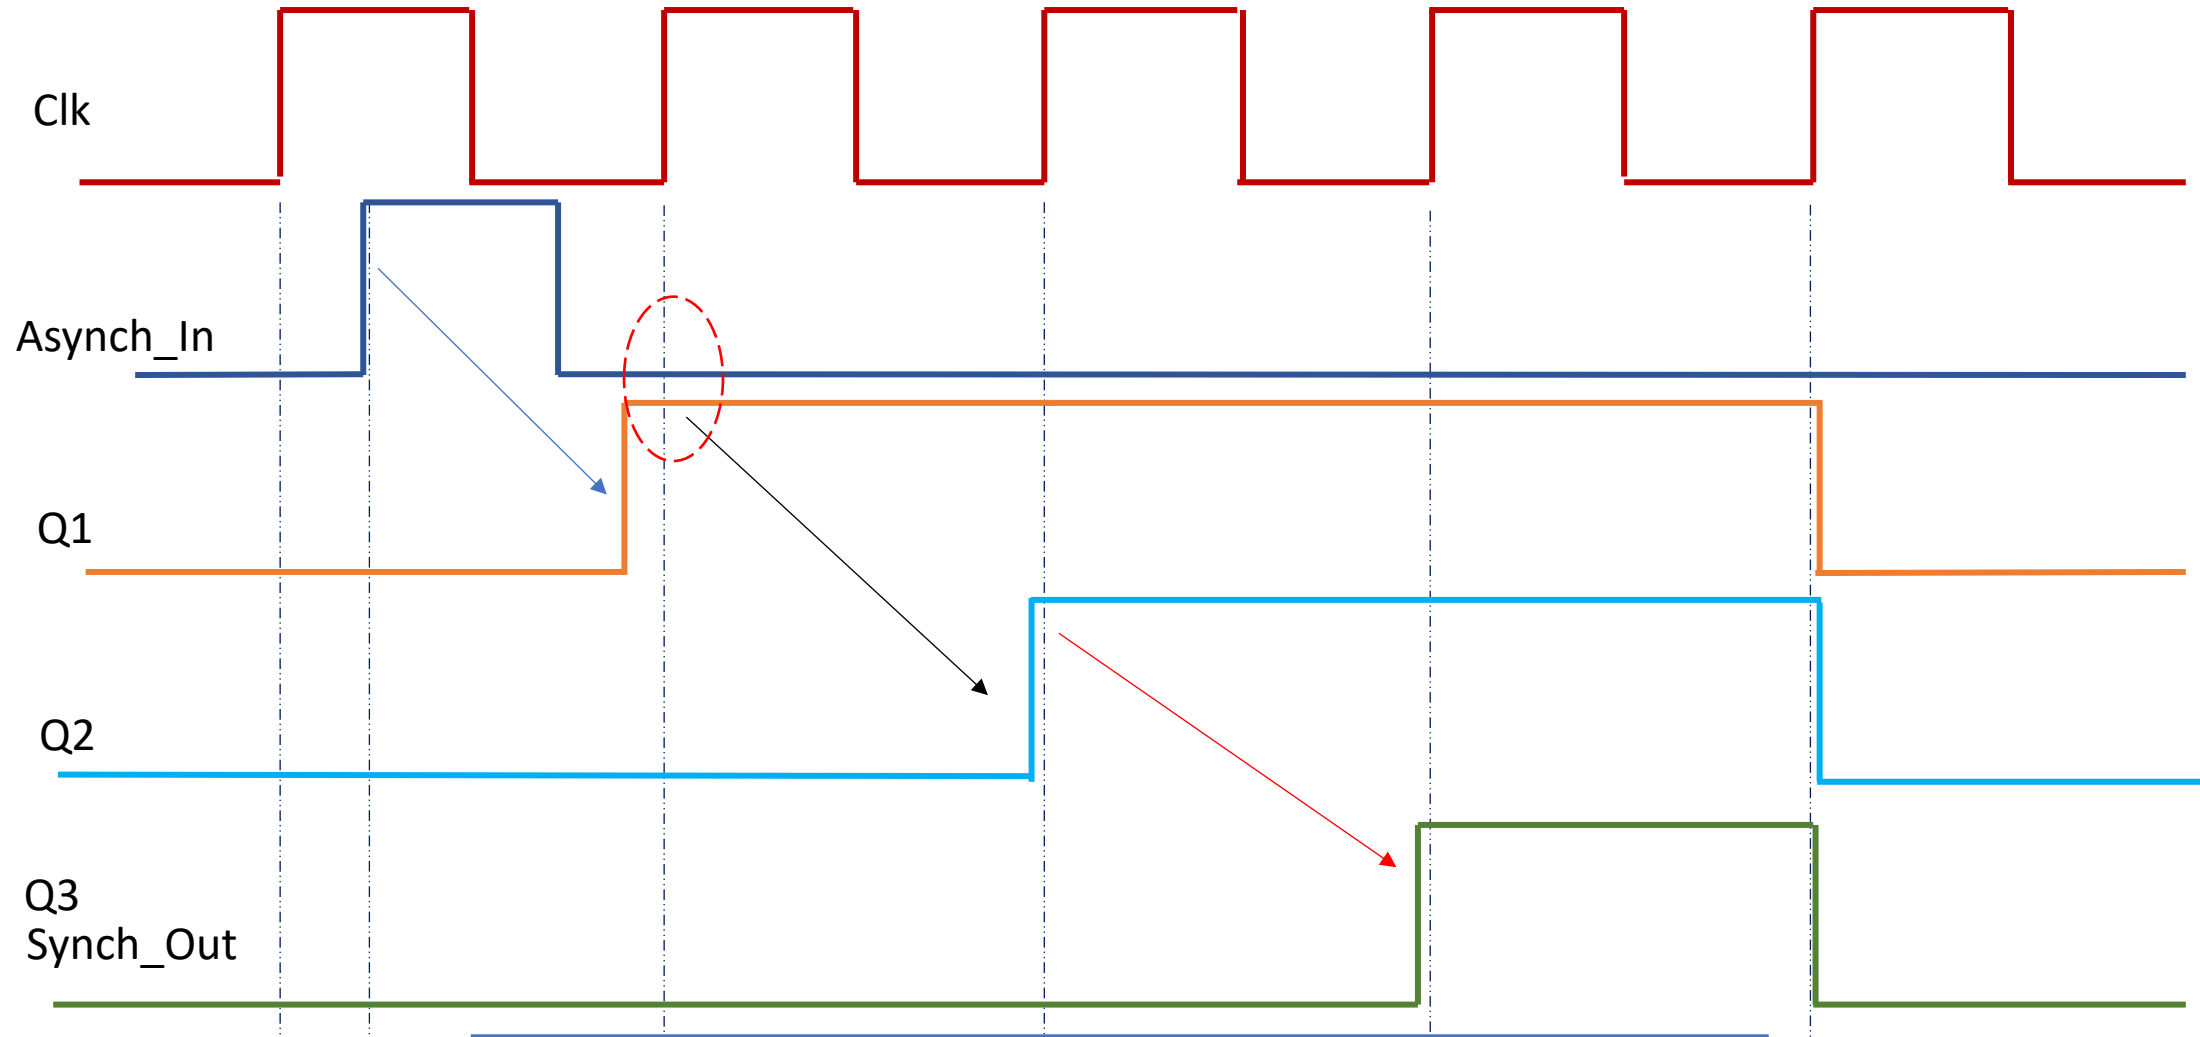 Clk
Asynch_In
Q1
Q2
Q3
Synch_Out